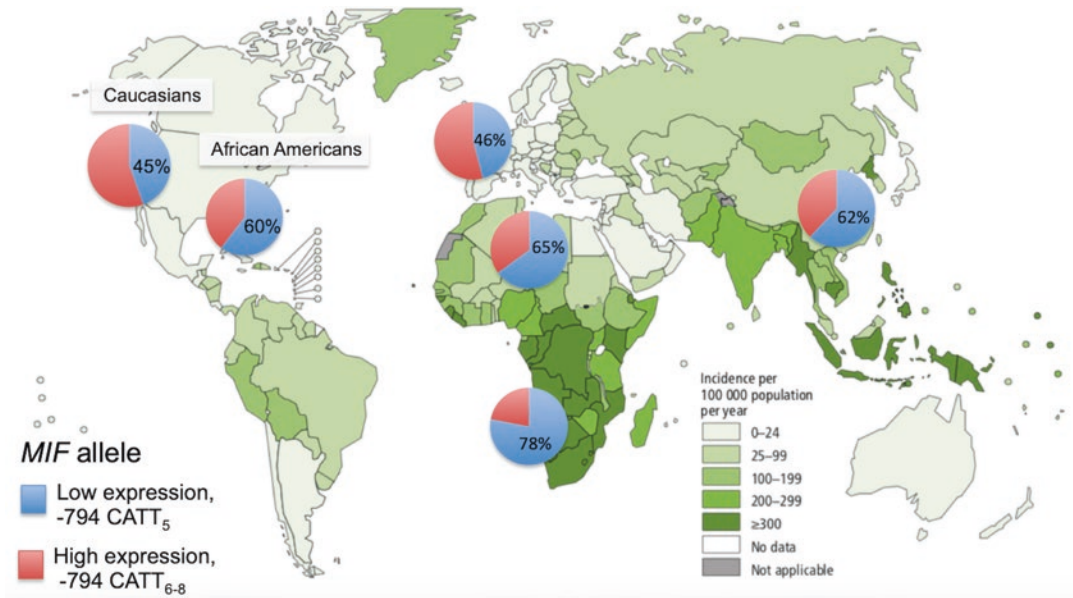 Caucasians
African Americans
45%
60%
46%
65%
62%
78%
MIF allele
Low expression,
-794 CATT5
High expression,
-794 CATT6-8
Incidence per
100 000 population
per year
0–24
25–99
100–199
200–299
≥300
No data
Not applicable